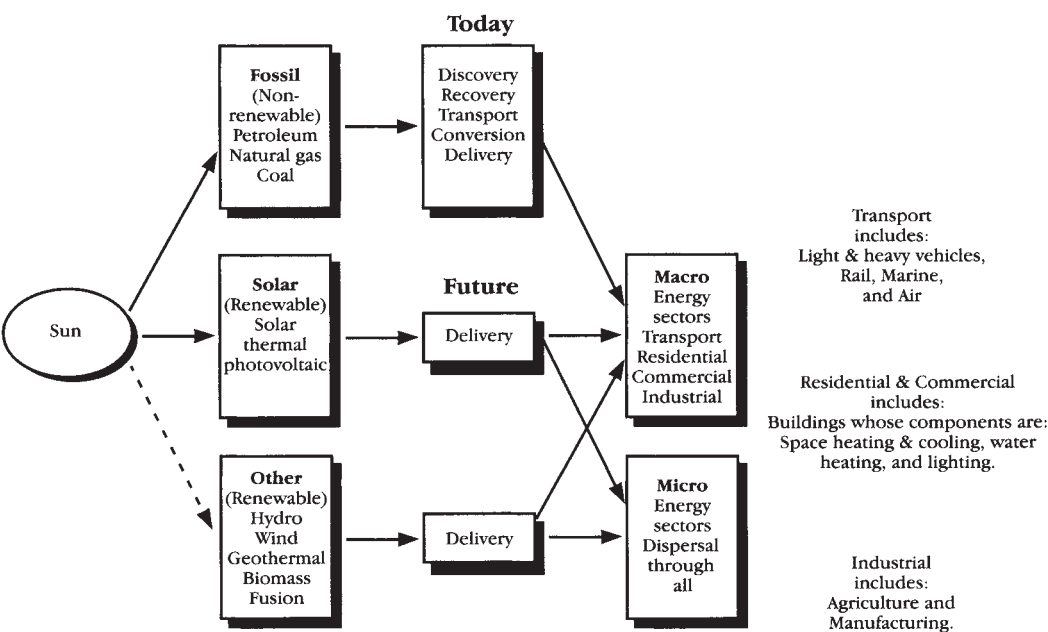 Today
Fossil
(Non-
renewable)
Petroleum
Natural gas
Coal
Discovery
Recovery
Transport
Conversion
Delivery
Transport
includes:
Light & heavy vehicles,
Rail, Marine,
and Air
Sun
Solar
(Renewable)
Solar
thermal
photovoltaic
Future
Delivery
Macro
Energy
sectors
Transport
Residential
Commercial
Industrial
Residential & Commercial
includes:
Buildings whose components are:
Space heating & cooling, water
heating, and lighting.
Other
(Renewable)
Hydro
Wind
Geothermal
Biomass
Fusion
Delivery
Micro
Energy
sectors
Dispersal
through
all
Industrial
includes:
Agriculture and
Manufacturing.